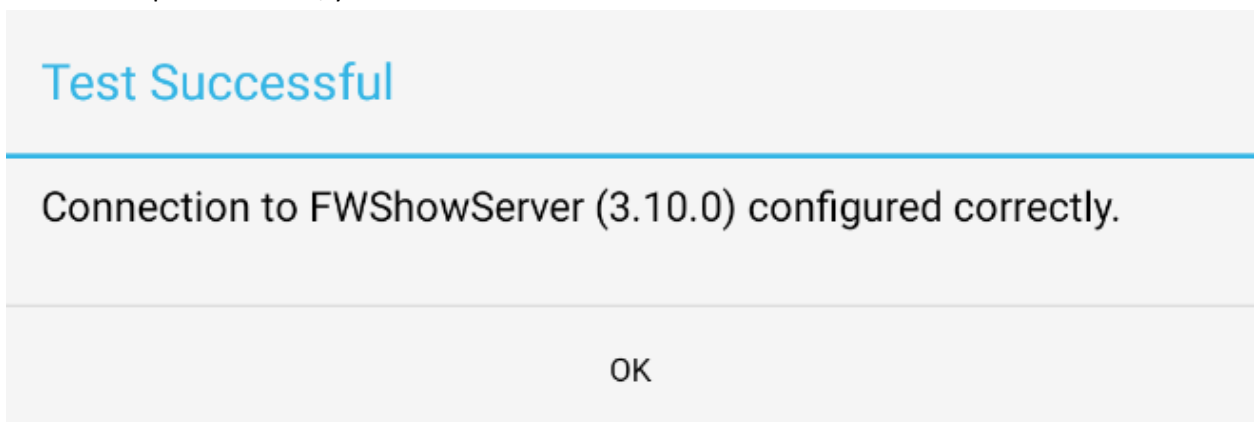 Test Successful
Connection to FWShowServer (3.10.0) configured correctly.
OK